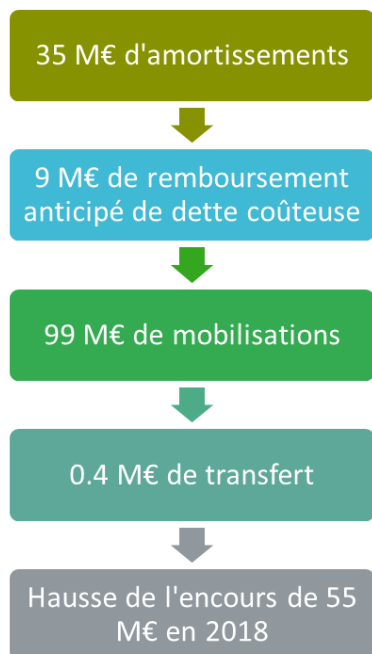 35 M€ d'amortissements
9 M€ de remboursement
anticipé de dette coûteuse
99 M€ de mobilisations
0.4 M€ de transfert
Hausse de l'encours de 55
M€ en 2018